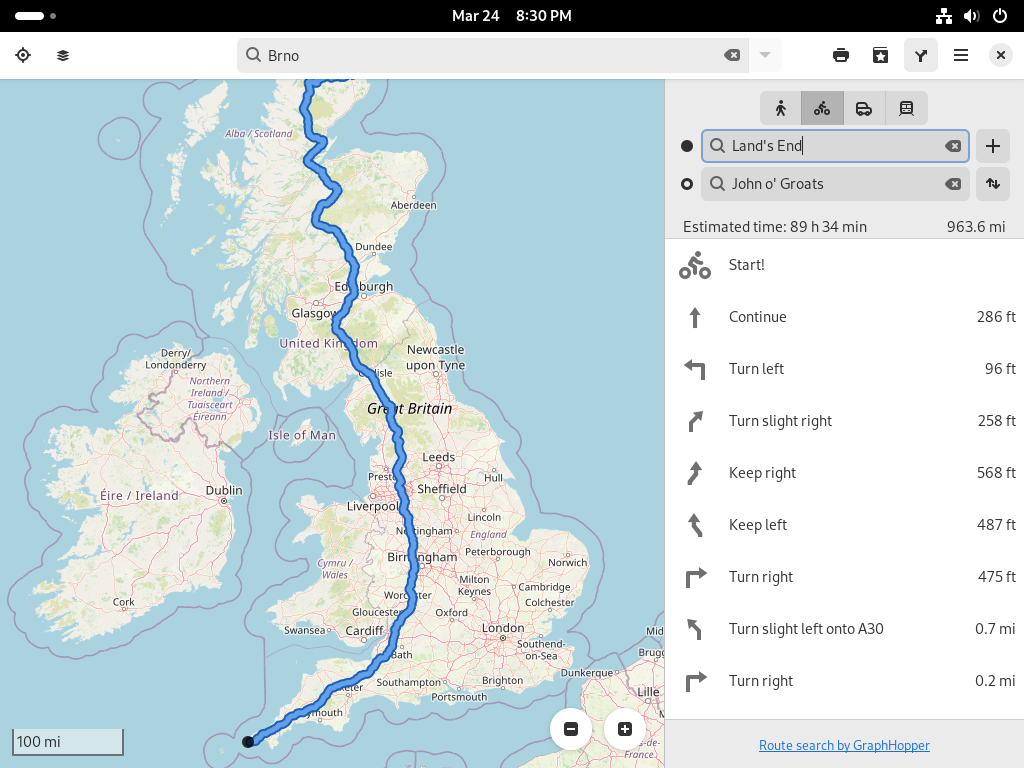 Mar 24 8:30 PM
Brno
Land's End
John o' Groats
Estimated time: 89 h 34 min 963.6 mi
Start!
Continue 286 ft
Turn left 96 ft
Turn slight right 258 ft
Keep right 568 ft
Keep left 487 ft
Turn right 475 ft
Turn slight left onto A30 0.7 mi
Turn right 0.2 mi
Route search by GraphHopper
Alba / Scotland
Aberdeen
Dundee
Edinburgh
Glasgow
United Kingdom
Derry/
Londonderry
Newcastle
upon Tyne
Carlisle
Northern
Ireland /
Tuaisceart
Éireann
Great Britain
Isle of Man
Leeds
Prest
Hull
Sheffield
Liverpool
Éire / Ireland
Dublin
Lincoln
Nottingham
England
Birmingham
Peterborough
Norwich
Cymru /
Wales
Milton
Keynes
Cambridge
Worcester
Colchester
Cork
Gloucester
Oxford
Swansea
Cardiff
London
Southend-
on-Sea
Bath
Mid
Brugg
Dunkerque
Southampton
Brighton
Exeter
Portsmouth
Lille
mouth
100 mi
de-
France